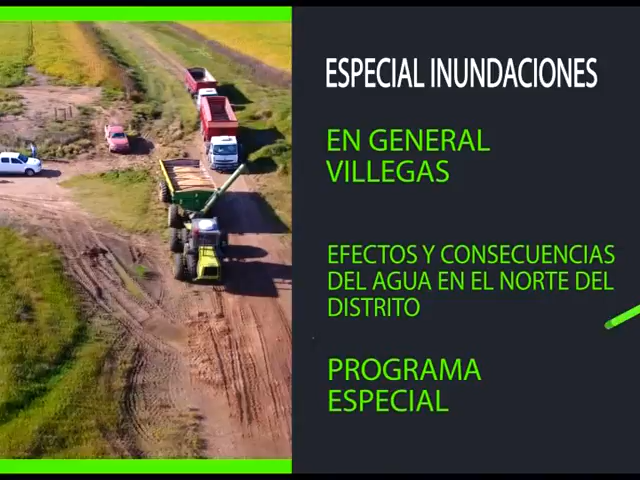 ESPECIAL INUNDACIONES
EN GENERAL
VILLEGAS
EFECTOS Y CONSECUENCIAS
DEL AGUA EN EL NORTE DEL
DISTRITO
PROGRAMA
ESPECIAL